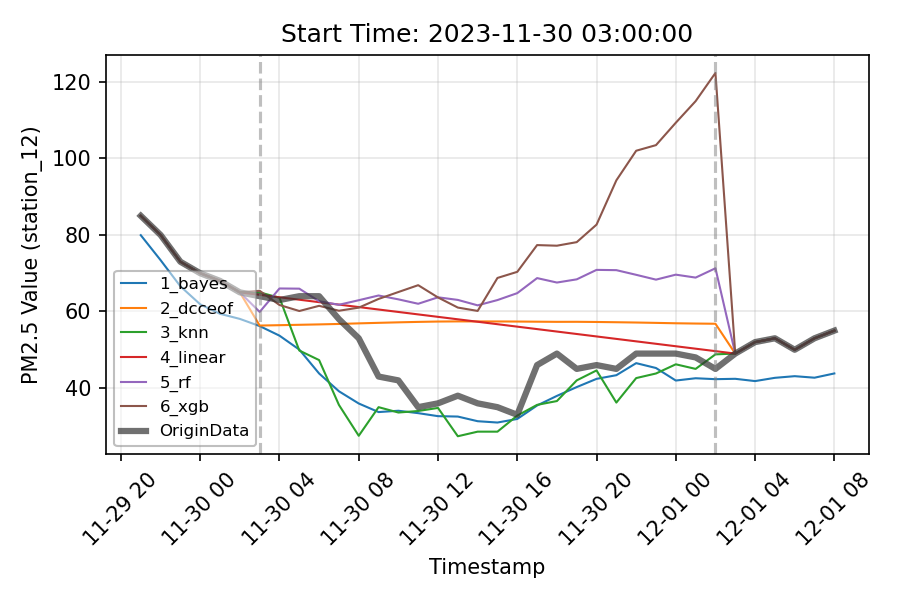 Start Time: 2023-11-30 03:00:00
PM2.5 Value (station_12)
120
100
80
60
40
1_bayes
2_dcceof
3_knn
4_linear
5_rf
6_xgb
OriginData
11-29 20
11-30 00
11-30 04
11-30 08
11-30 12
11-30 16
11-30 20
12-01 00
12-01 04
12-01 08
Timestamp